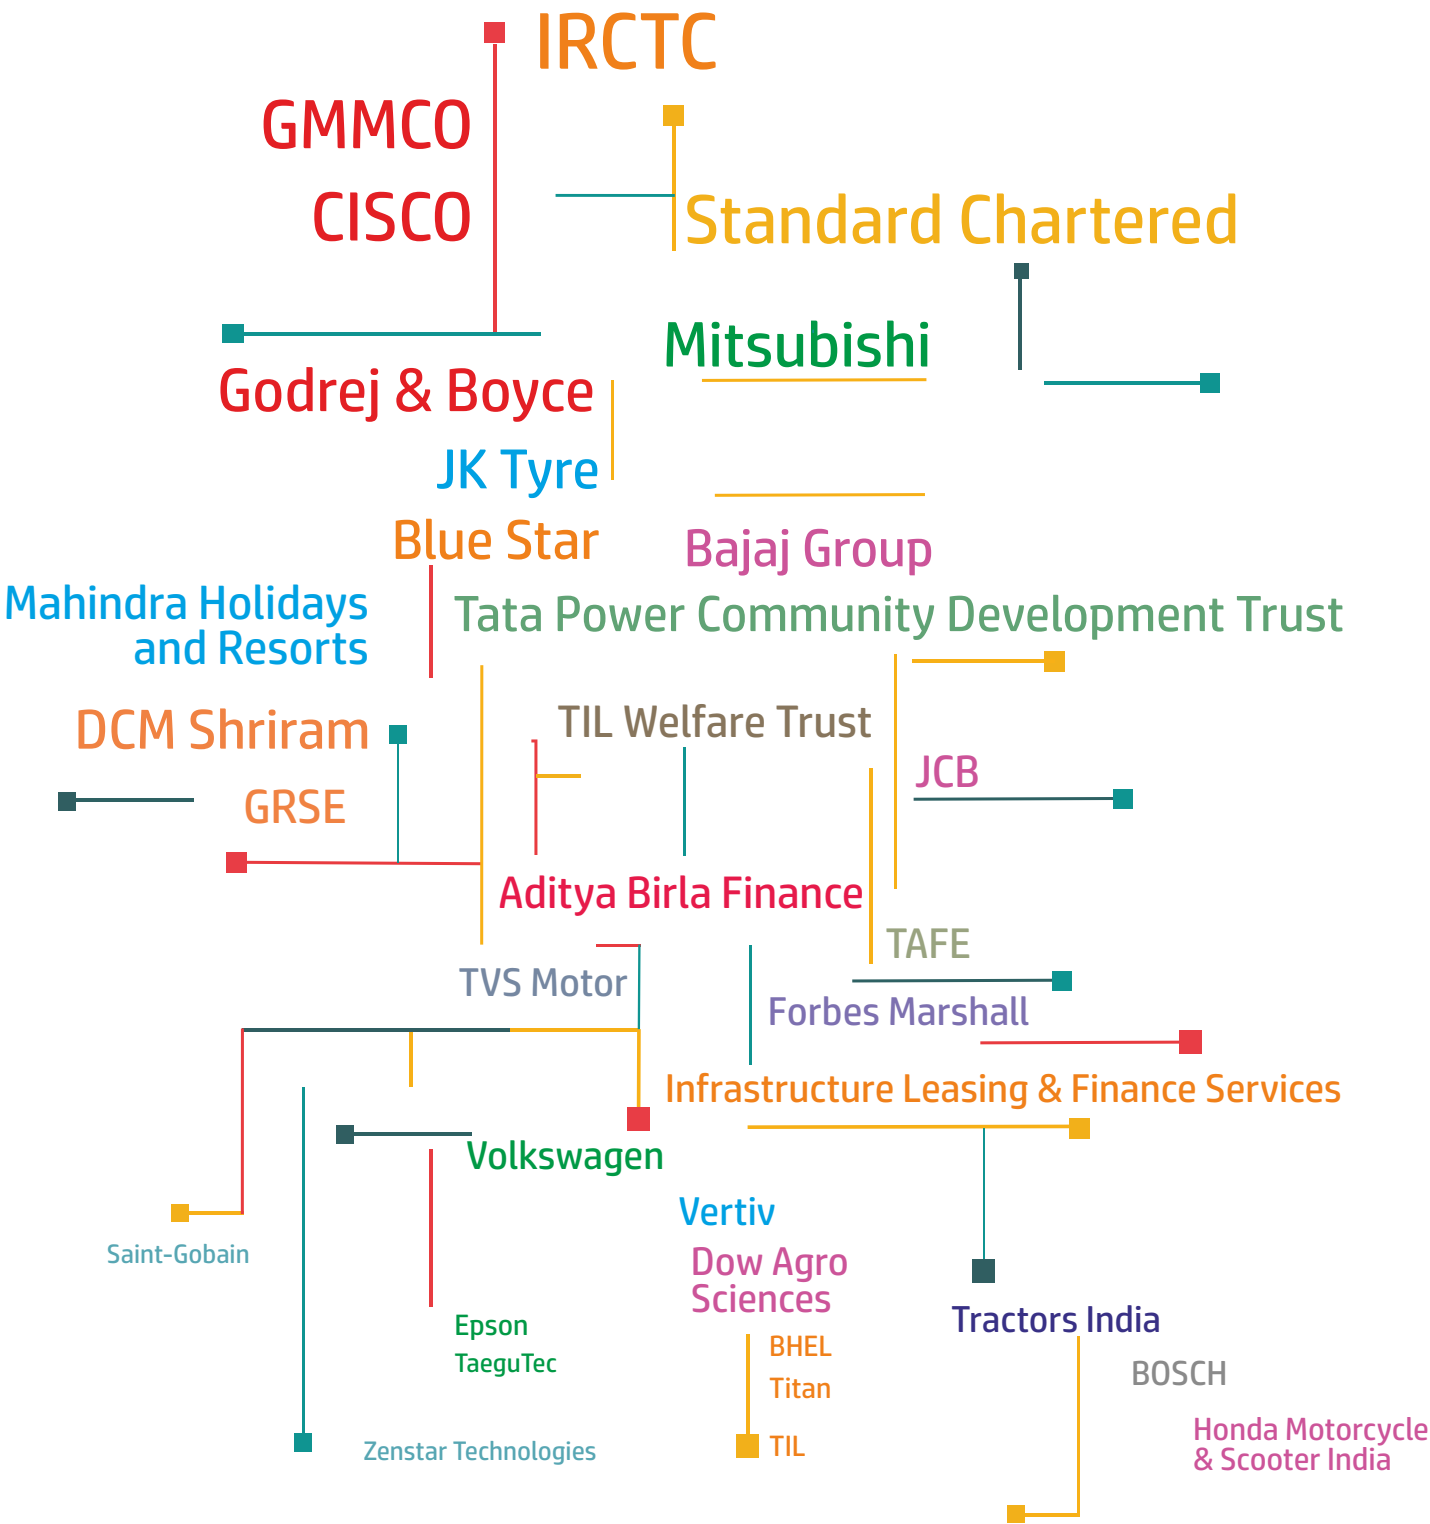 IRCTC
GMMCO
CISCO
Standard Chartered
Mitsubishi
Godrej & Boyce
JK Tyre
Blue Star
Bajaj Group
Mahindra Holidays
and Resorts
Tata Power Community Development Trust
DCM Shriram
TIL Welfare Trust
JCB
GRSE
Aditya Birla Finance
TAFE
TVS Motor
Forbes Marshall
Infrastructure Leasing & Finance Services
Volkswagen
Vertiv
Saint-Gobain
Dow Agro
Sciences
Epson
TaeguTec
Tractors India
BHEL
BOSCH
Titan
Honda Motorcycle
& Scooter India
TIL
Zenstar Technologies